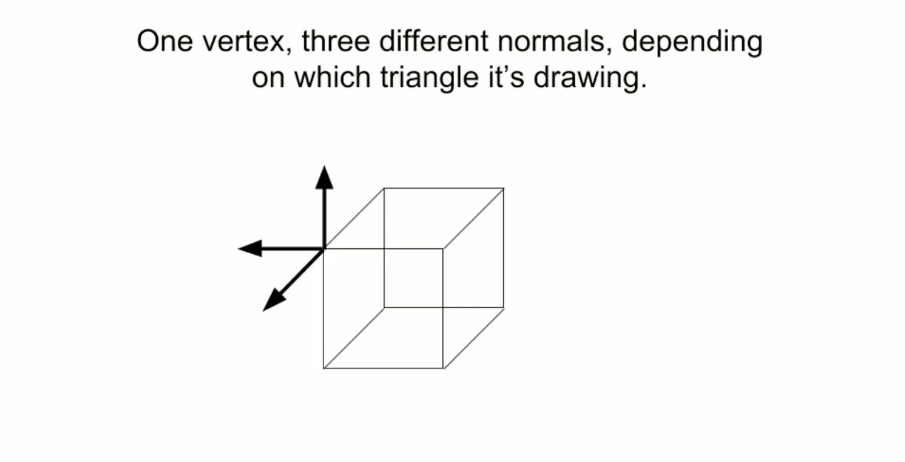 One vertex, three different normals, depending
on which triangle it’s drawing.